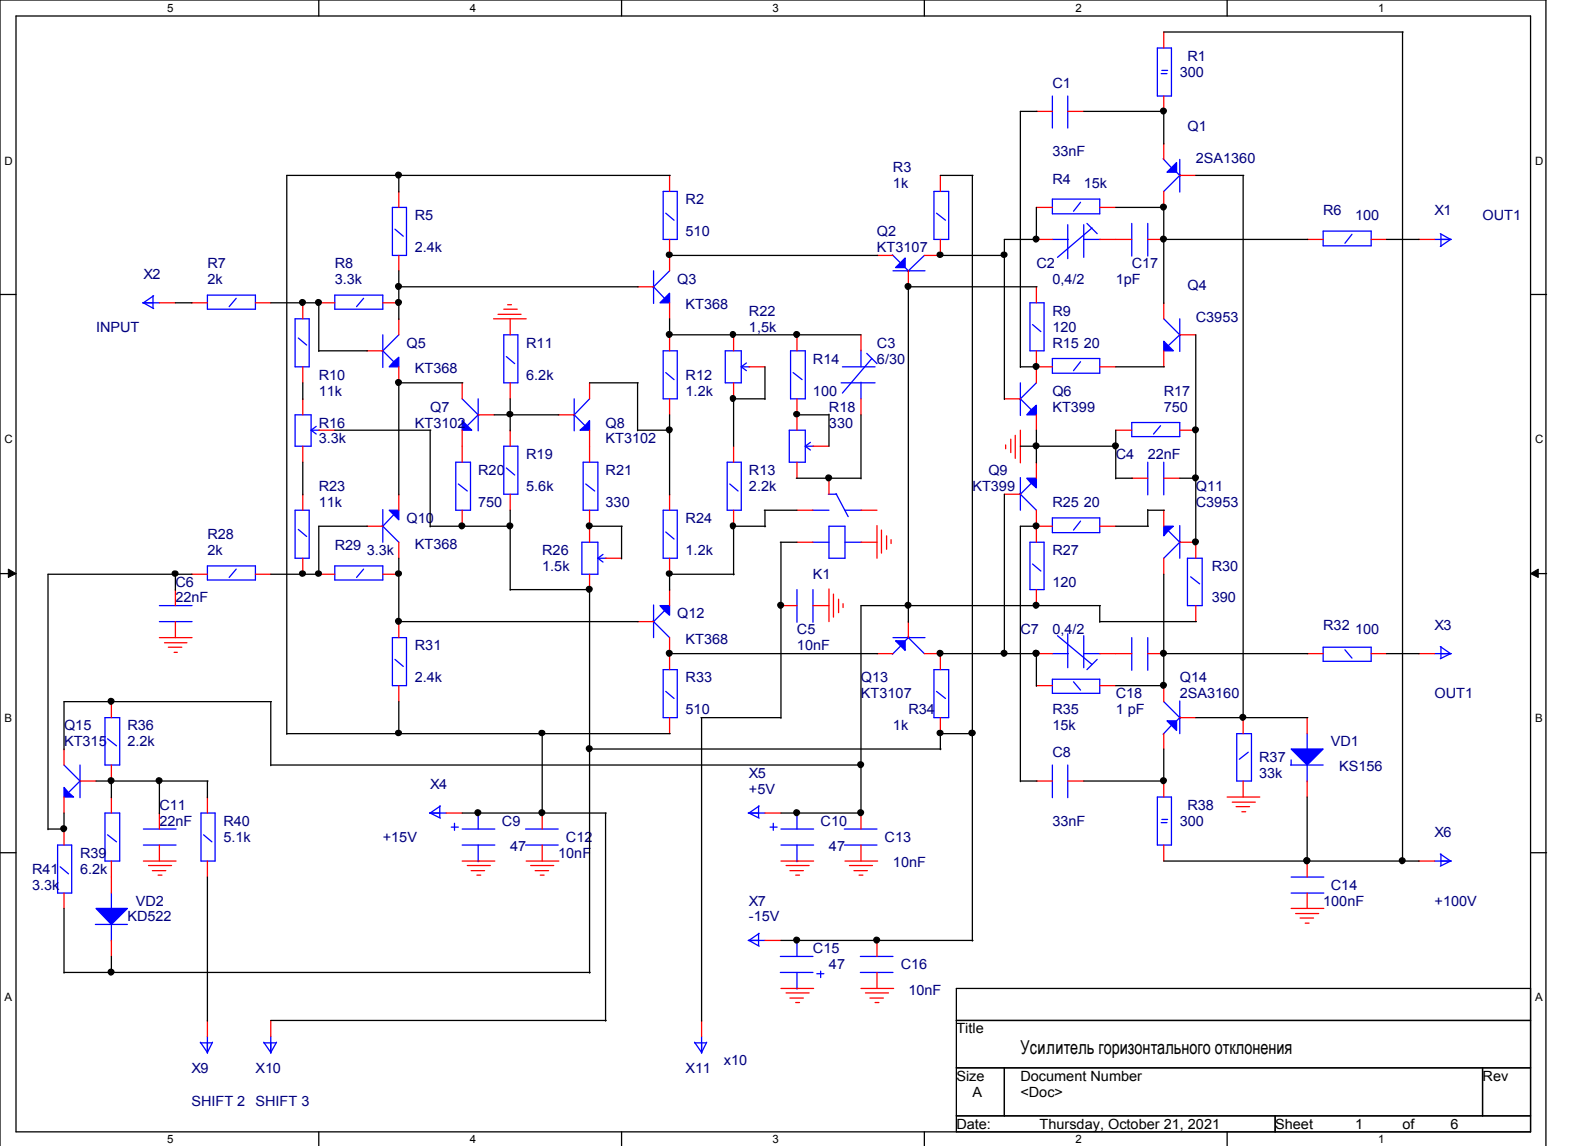 5 4 3 2 1
D D
C C
B B
A A
5 4 3 2 1
R1
300
C1
33nF
Q1
2SA1360
R3
1k
R4 15k
R6 100
X1
OUT1
R2
510
R5
2.4k
Q2
KT3107
C2
0,4/2
C17
1pF
X2
INPUT
R7
2k
R8
3.3k
Q3
KT368
Q4
C3953
R22
1,5k
R9
120
R15 20
C3
6/30
R11
6.2k
R14
100
Q5
KT368
R10
11k
R12
1.2k
Q6
KT399
R17
750
R18
330
Q7
KT3102
Q8
KT3102
R16
3.3k
C4 22nF
R19
5.6k
R20
750
R21
330
R13
2.2k
Q9
KT399
Q11
C3953
R23
11k
R25 20
Q10
KT368
R24
1.2k
R28
2k
R29 3.3k
R26
1.5k
R27
120
R30
390
K1
C6
22nF
Q12
KT368
C5
10nF
C7 0,4/2
R32 100
X3
OUT1
R31
2.4k
R33
510
Q13
KT3107
R34
1k
Q14
2SA3160
C18
1 pF
R35
15k
Q15
KT315
R36
2.2k
C8
33nF
R37
33k
VD1
KS156
X4
+15V
X5
+5V
C11
22nF
R40
5.1k
C9
47
C12
10nF
C10
47
C13
10nF
R38
300
X6
+100V
R39
6.2k
R41
3.3k
C14
100nF
VD2
KD522
X7
-15V
C15
47
C16
10nF
+
+
+
X9
SHIFT 2
X10
SHIFT 3
X11 x10
Title
Усилитель горизонтального отклонения
Size
A
Document Number
<Doc>
Rev
Date: Thursday, October 21, 2021 Sheet 1 of 6